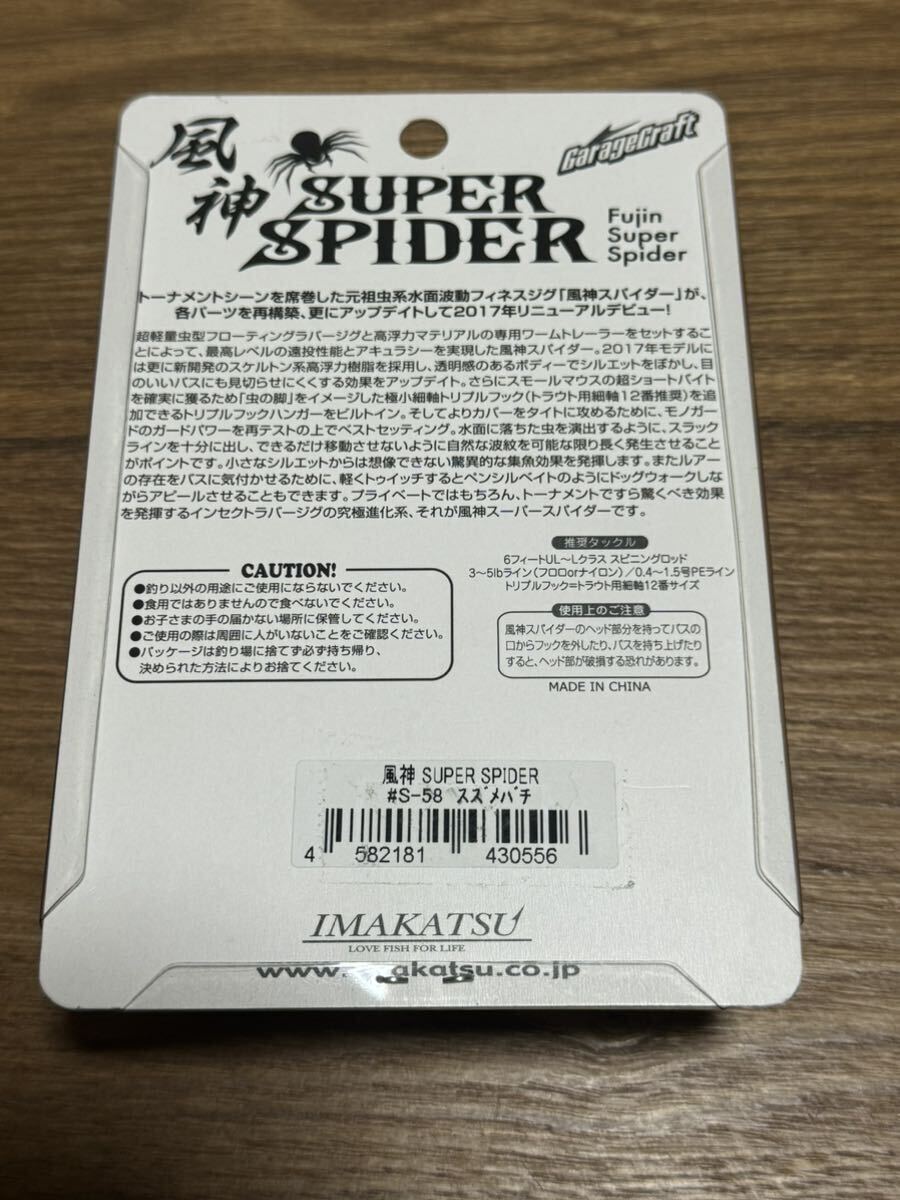 風神
SUPER
SPIDER
Fujin
Super
Spider
GarageCraft
トーナメントシーンを席巻した元祖虫系水面波動フィネスジグ「風神スパイダー」が、
各パーツを再構築、更にアップデイトして2017年リニューアルデビュー！
超軽量虫型フローティングラバージグと高浮力マテリアルの専用ワームトレーラーをセットするこ
とによって、最高レベルの遠投性能とアキュラシーを実現した風神スパイダー。2017年モデルに
は更に新開発のスケルトン系高浮力樹脂を採用し、透明感のあるボディーでシルエットをぼかし、目
のいいバスにも見切らせにくくする効果をアップデイト。さらにスモールマウスの超ショートバイト
を確実に獲るため「虫の脚」をイメージした極小細軸トリプルフック（トラウト用細軸12番推奨）を追
加できるトリプルフックハンガーをビルトイン。そしてよりカバーをタイトに攻めるために、モノガー
ドのガードパワーを再テストの上でベストセッティング。水面に落ちた虫を演出するように、スラック
ラインを十分に出し、できるだけ移動させないように自然な波紋を可能な限り長く発生させること
がポイントです。小さなシルエットからは想像できない驚異的な集魚効果を発揮します。またルアー
の存在をバスに気付かせるために、軽くトゥイッチするとペンシルベイトのようにドッグウォークしな
がらアピールさせることもできます。プライベートではもちろん、トーナメントですら驚くべき効果
を発揮するインセクトラバージグの究極進化系、それが風神スーパースパイダーです。
CAUTION!
●釣り以外の用途にご使用にならないでください。
●食用ではありませんので食べないでください。
●お子さまの手の届かない場所に保管してください。
●ご使用の際は周囲に人がいないことをご確認ください。
●パッケージは釣り場に捨てず必ず持ち帰り、
決められた方法によりお捨てください。
推奨タックル
6フィートUL〜Lクラス スピニングロッド
3〜5lbライン（フロロorナイロン）／0.4〜1.5号PEライン
トリプルフック=トラウト用細軸12番サイズ
使用上のご注意
風神スパイダーのヘッド部分を持ってバスの
口からフックを外したり、バスを持ち上げたり
すると、ヘッド部が破損する恐れがあります。
MADE IN CHINA
風神 SUPER SPIDER
#S-58 ｽｽﾞﾒﾊﾞﾁ
4 582181 430556
IMAKATSU
LOVE FISH FOR LIFE
www. akatsu.co.jp